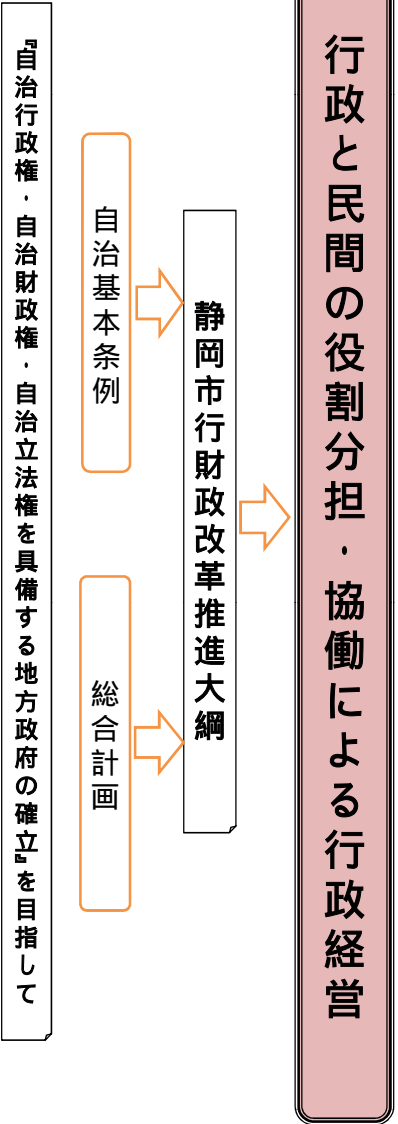 『自治行政権・自治財政権・自治立法権を具備する地方政府の確立』を目指して
自治基本条例
総合計画
静岡市行財政改革推進大綱
行政と民間の役割分担・協働による行政経営